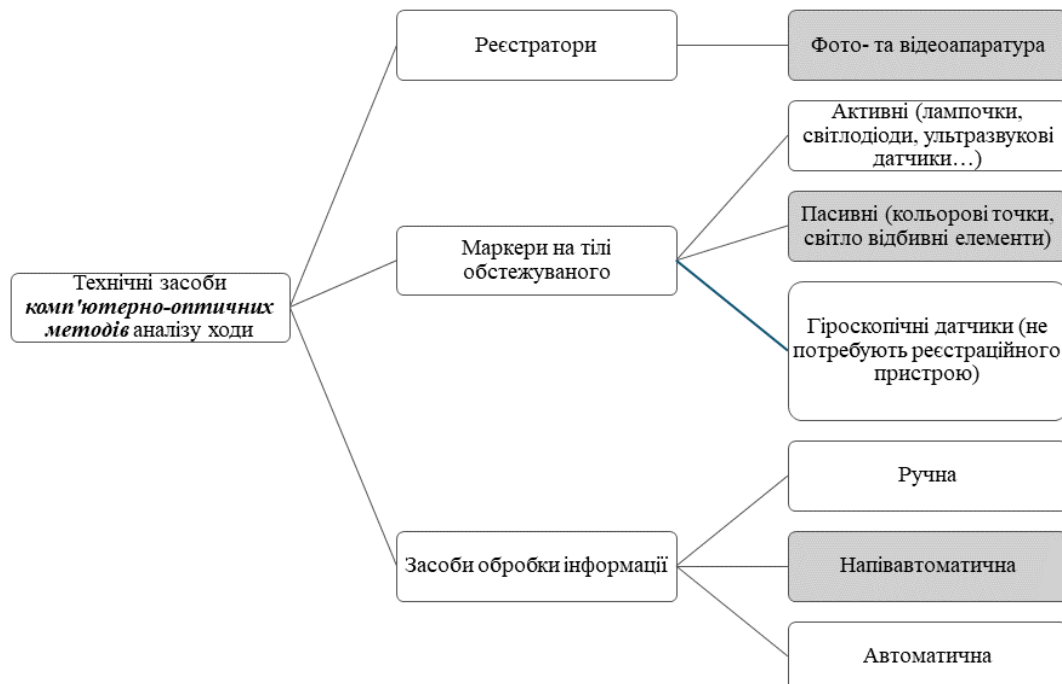 Технічні засоби
комп'ютерно-оптичних
методів аналізу ходи
Реєстратори
Фото- та відеоапаратура
Маркери на тілі
обстежуваного
Активні (лампочки,
світлодіоди, ультразвукові
датчики…)
Пасивні (кольорові точки,
світло відбивні елементи)
Гіроскопічні датчики (не
потребують реєстраційного
пристрою)
Засоби обробки інформації
Ручна
Напівавтоматична
Автоматична